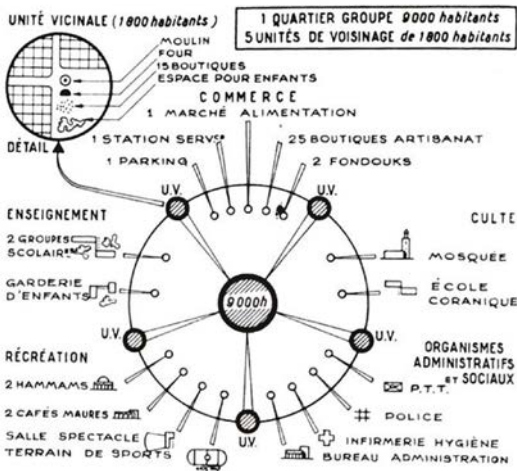 UNITÉ VICINALE (1800 habitants)
1 QUARTIER GROUPE 9000 habitants
5 UNITÉS DE VOISINAGE de 1800 habitants
MOULIN
FOUR
15 BOUTIQUES
ESPACE POUR ENFANTS
DÉTAIL
COMMERCE
1 MARCHÉ ALIMENTATION
1 STATION SERVCE
25 BOUTIQUES ARTISANAT
1 PARKING
2 FONDOUKS
U.V.
U.V.
ENSEIGNEMENT
2 GROUPES
SCOLAIRES
GARDERIE
D'ENFANTS
CULTE
MOSQUÉE
ÉCOLE
CORANIQUE
9000h
U.V.
U.V.
RÉCRÉATION
2 HAMMAMS
2 CAFÉS MAURES
SALLE SPECTACLE
TERRAIN DE SPORTS
U.V.
ORGANISMES
ADMINISTRATIFS
ET SOCIAUX
P.T.T.
POLICE
INFIRMERIE HYGIÈNE
BUREAU ADMINISTRATION